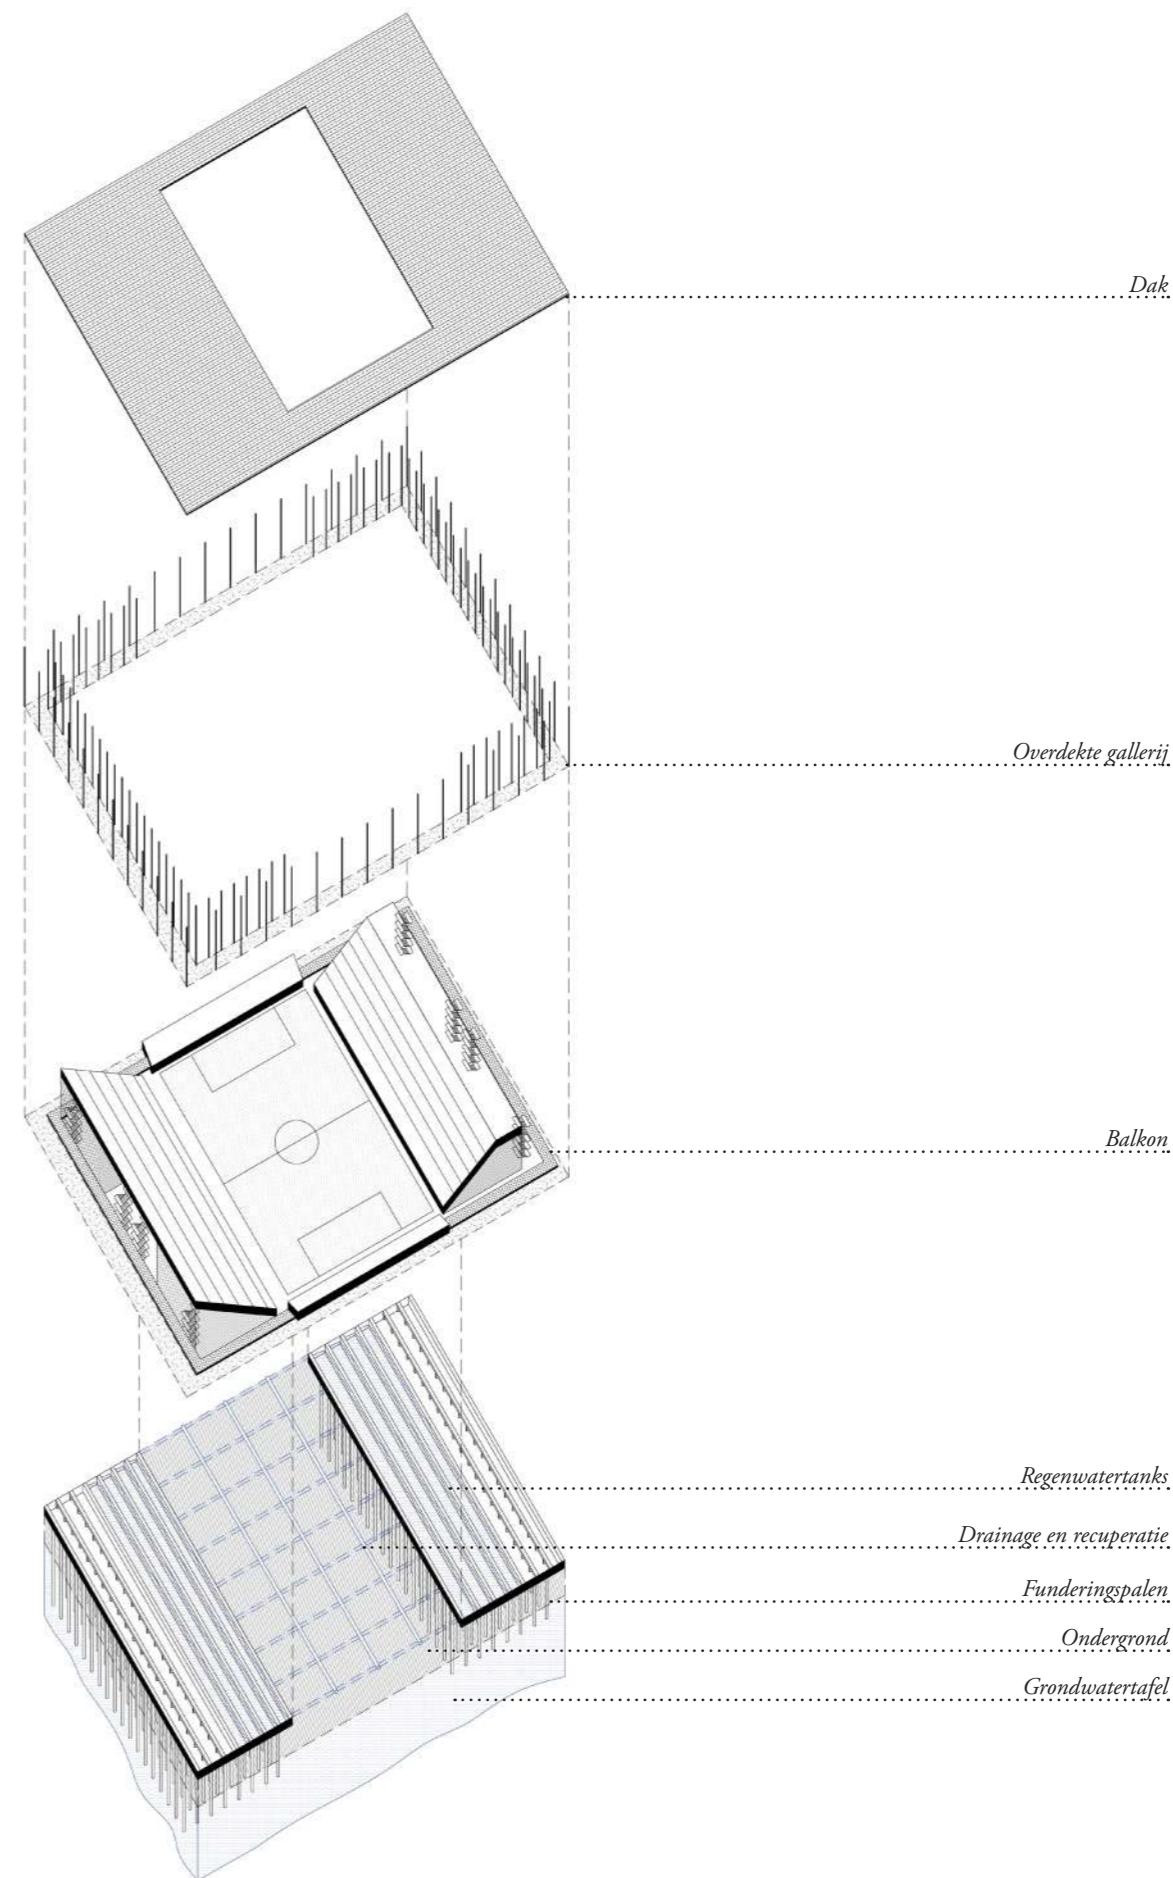 Dak
Overdekte gallerij
Balkon
Regenwatertanks
Drainage en recuperatie
Funderingspalen
Ondergrond
Grondwatertafel